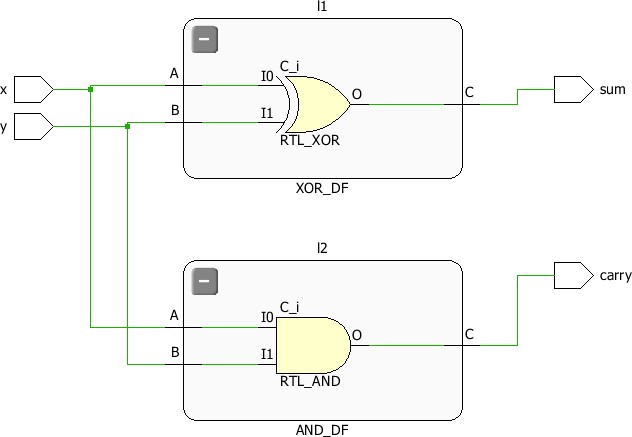 I1
x
A
I0
C_i
O
C
sum
y
B
I1
RTL_XOR
XOR_DF
I2
carry
A
I0
C_i
O
C
B
I1
RTL_AND
AND_DF